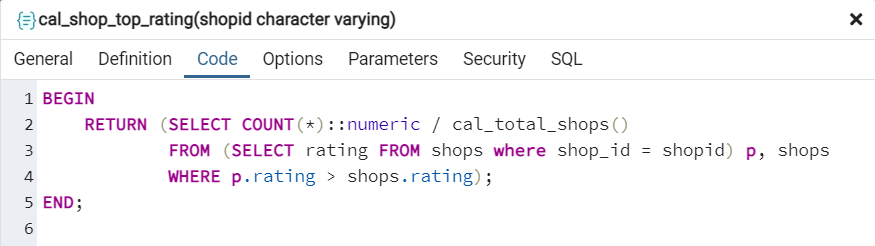 {=} cal_shop_top_rating(shopid character varying) ×
General Definition Code Options Parameters Security SQL
1 BEGIN
2 RETURN (SELECT COUNT(*)::numeric / cal_total_shops()
3 FROM (SELECT rating FROM shops where shop_id = shopid) p, shops
4 WHERE p.rating > shops.rating);
5 END;
6